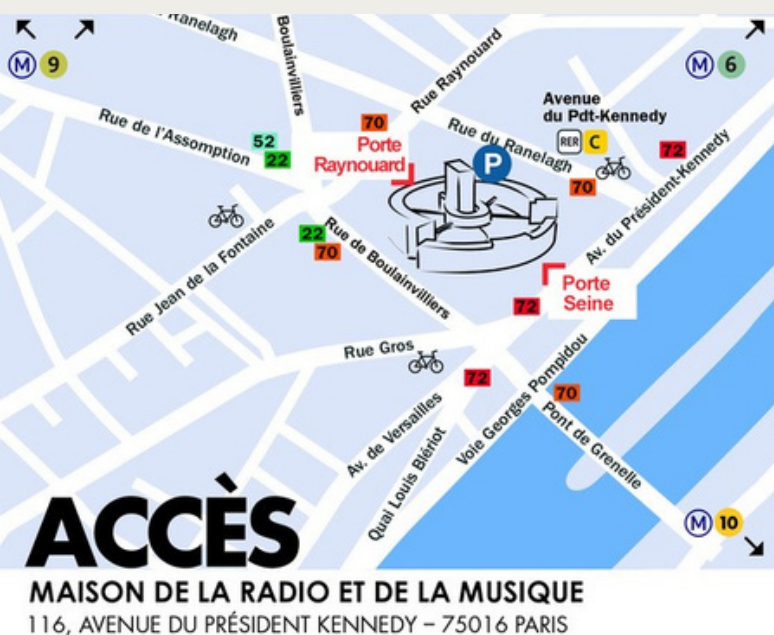 Ranelagh
M 9
Boulainvilliers
Rue Raynouard
M 6
Avenue
du Pdt-Kennedy
RER C
Rue de l'Assomption
52
22
70
Porte
Raynouard
P
Rue du Ranelagh
70
72
Av. du Président-Kennedy
22
70
Rue de Boulainvilliers
Rue Jean de la Fontaine
Porte
Seine
72
Rue Gros
72
70
Av. de Versailles
Quai Louis Blériot
Voie Georges Pompidou
Pont de Grenelle
M 10
ACCÈS
MAISON DE LA RADIO ET DE LA MUSIQUE
116, AVENUE DU PRÉSIDENT KENNEDY – 75016 PARIS